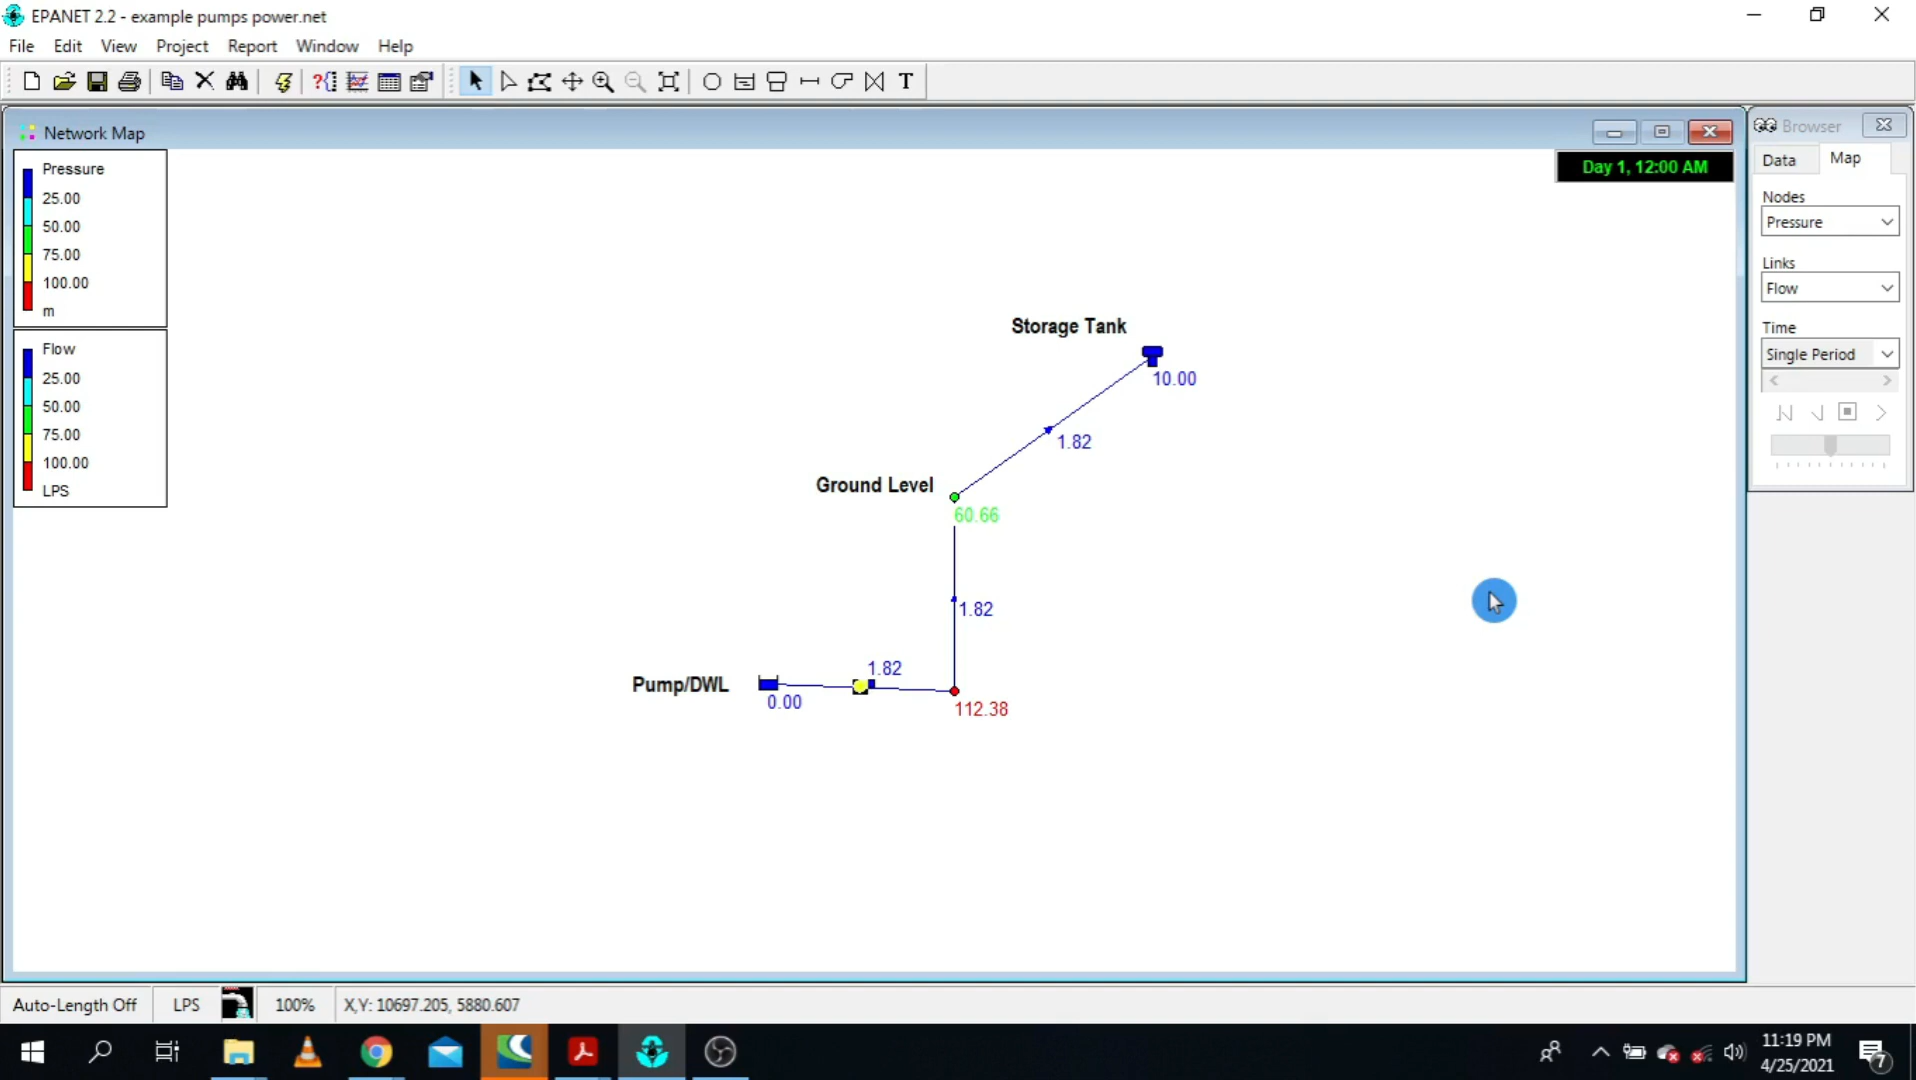 EPANET 2.2 - example pumps power.net
File Edit View Project Report Window Help
Network Map
Browser
Pressure
25.00
50.00
75.00
100.00
m
Flow
25.00
50.00
75.00
100.00
LPS
Day 1, 12:00 AM
Data Map
Nodes
Pressure
Links
Flow
Time
Single Period
Storage Tank
10.00
1.82
Ground Level
60.66
1.82
1.82
Pump/DWL
0.00
112.38
Auto-Length Off LPS 100% X,Y: 10697.205, 5880.607
11:19 PM
4/25/2021
7